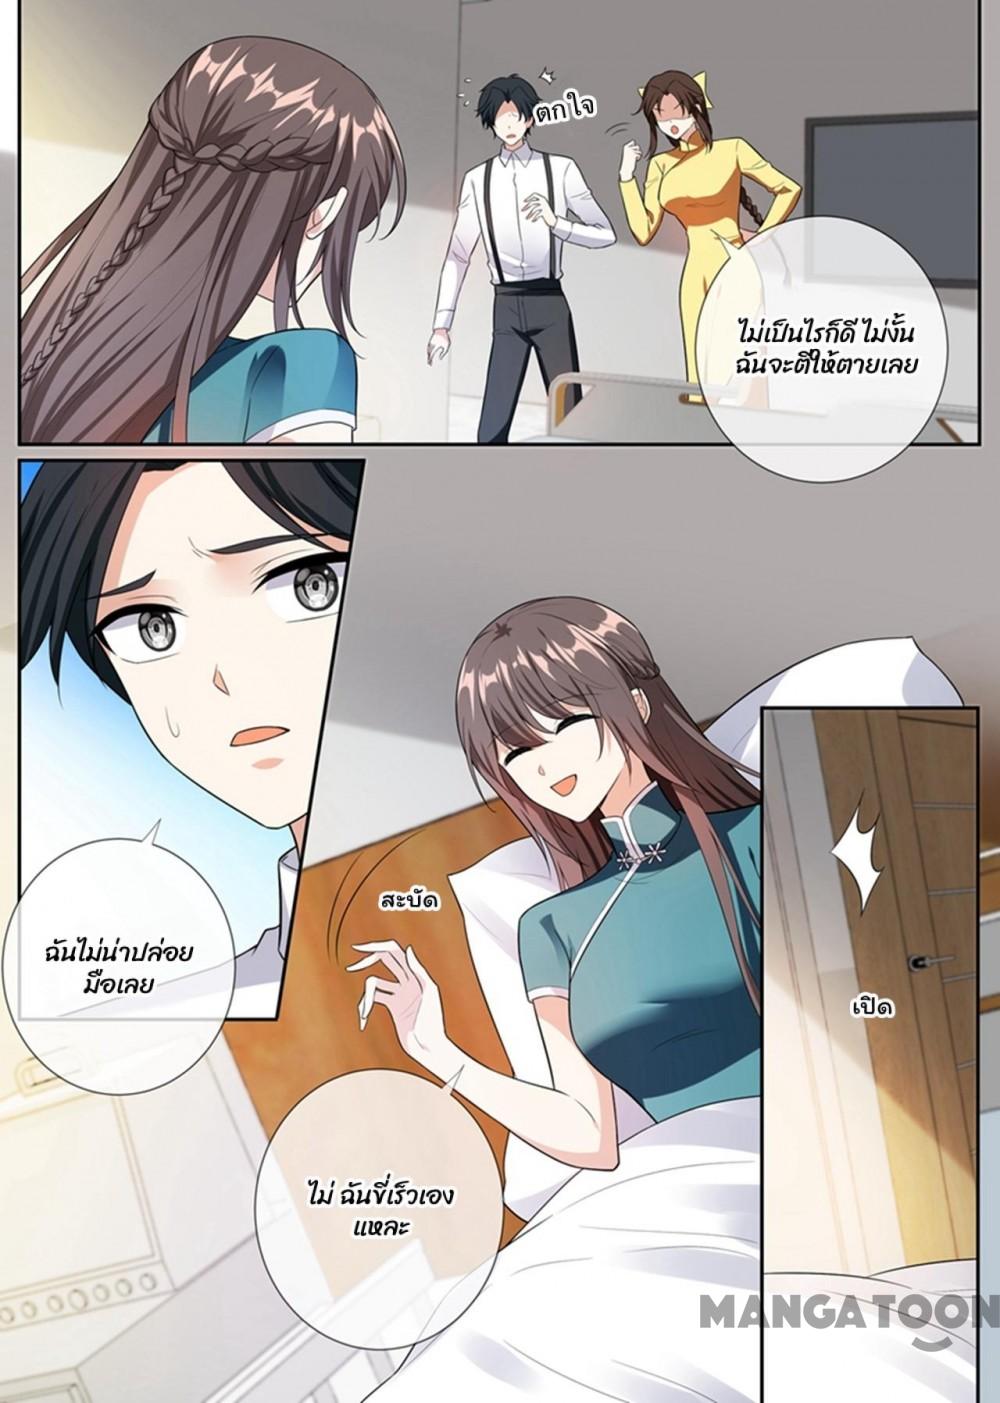 ตกใจ
ไม่เป็นไรก็ดี ไม่งั้น
ฉันจะตีให้ตายเลย
ฉันไม่น่าปล่อย
มือเลย
สะบัด
ไม่ ฉันขี่เร็วเอง
แหละ
เปิด
MANGATOON